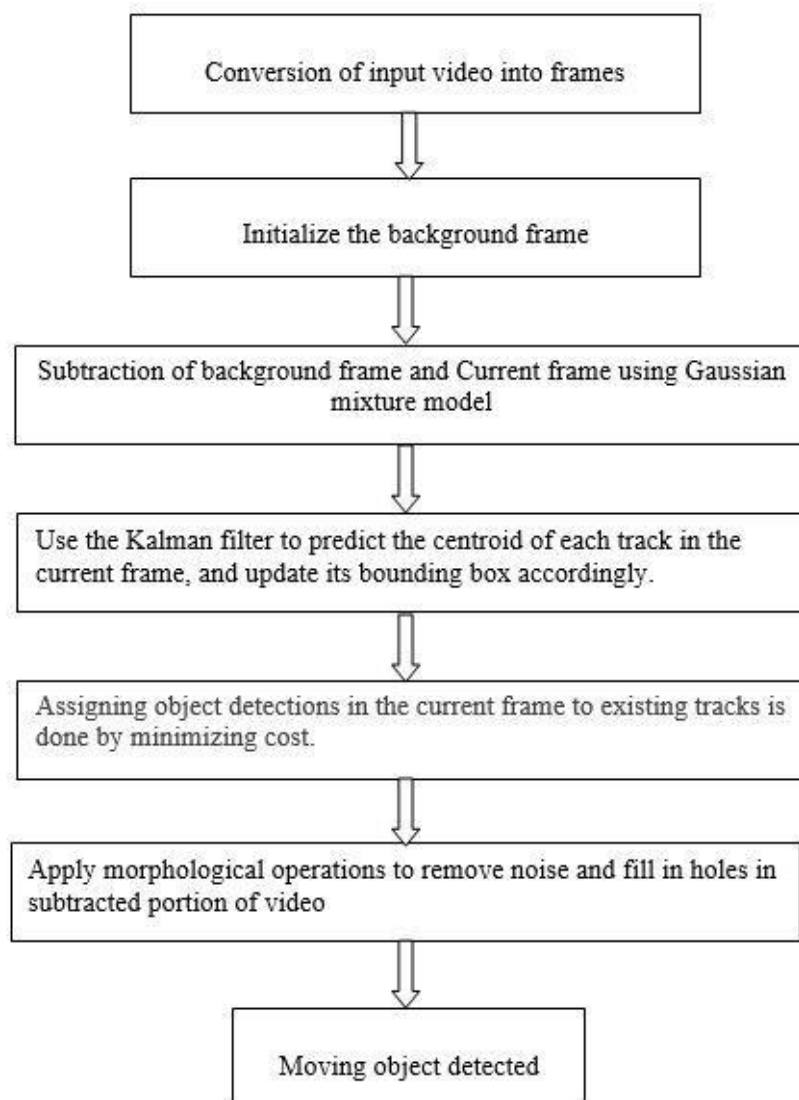 Conversion of input video into frames
Initialize the background frame
Subtraction of background frame and Current frame using Gaussian
mixture model
Use the Kalman filter to predict the centroid of each track in the
current frame, and update its bounding box accordingly.
Assigning object detections in the current frame to existing tracks is
done by minimizing cost.
Apply morphological operations to remove noise and fill in holes in
subtracted portion of video
Moving object detected